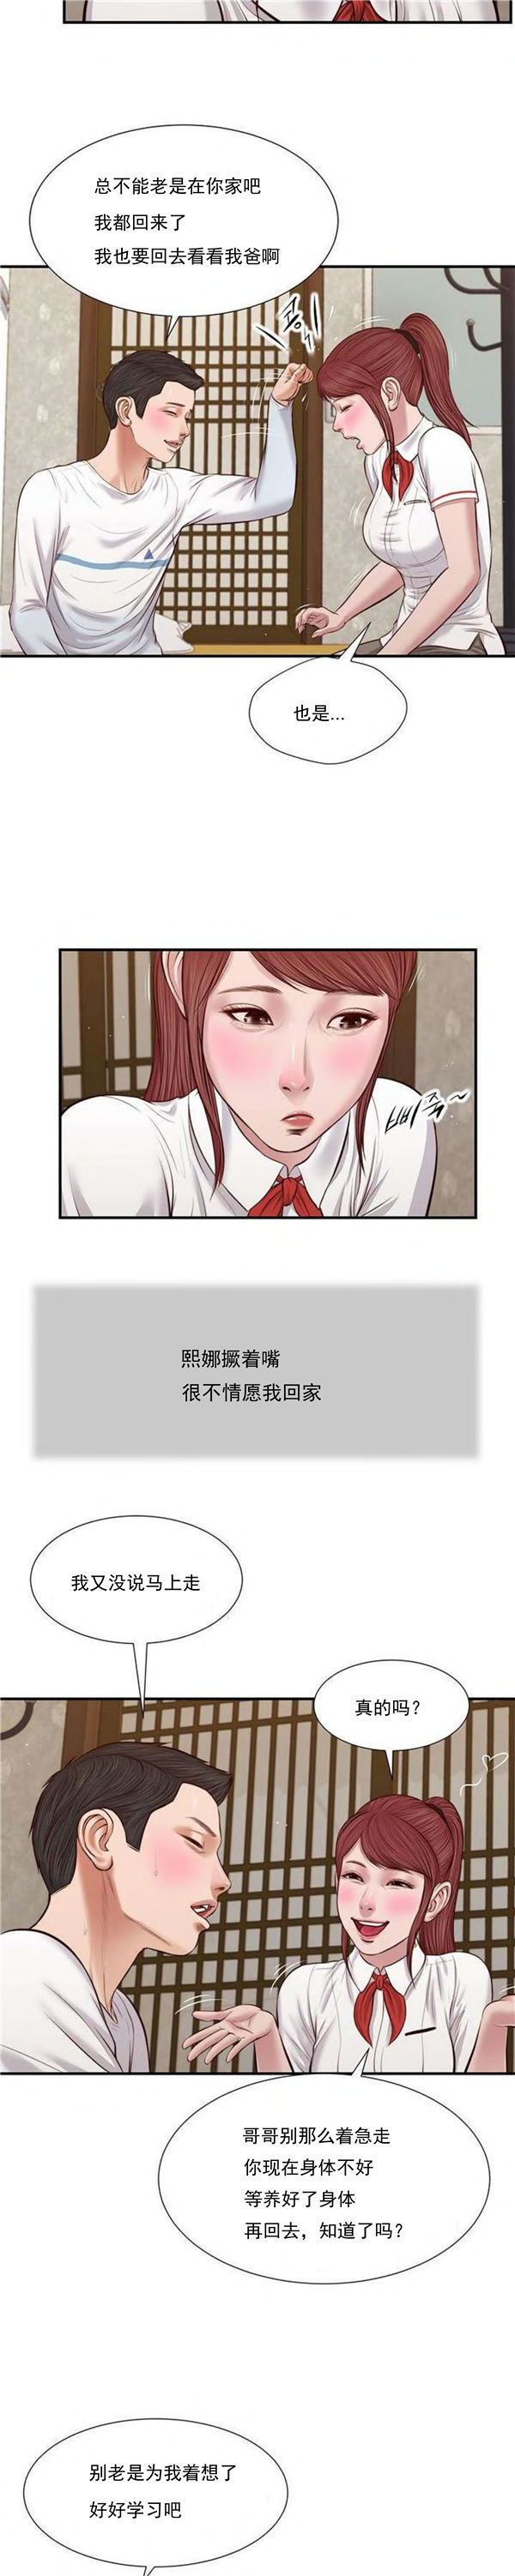 总不能老是在你家吧
我都回来了
我也要回去看看我爸啊
콩!
也是...
삐죽~
熙娜撅着嘴
很不情愿我回家
我又没说马上走
真的吗?
哥哥别那么着急走
你现在身体不好
等养好了身体
再回去，知道了吗?
别老是为我着想了
好好学习吧